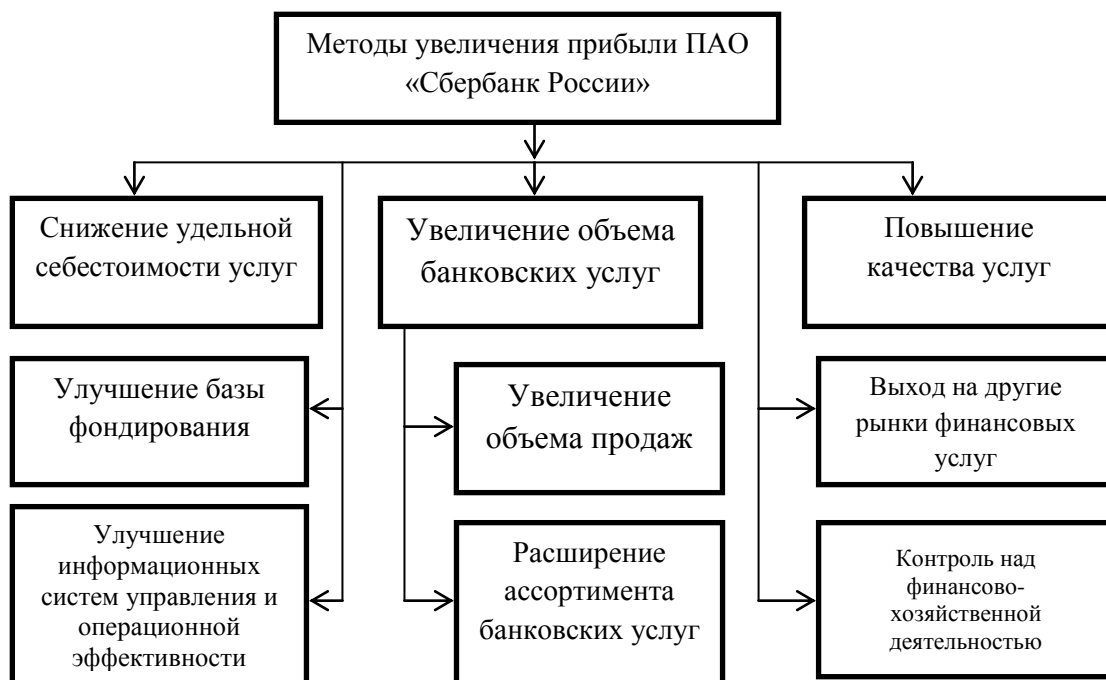 Методы увеличения прибыли ПАО
«Сбербанк России»
Снижение удельной
себестоимости услуг
Увеличение объема
банковских услуг
Повышение
качества услуг
Улучшение базы
фондирования
Увеличение
объема продаж
Выход на другие
рынки финансовых
услуг
Улучшение
информационных
систем управления и
операционной
эффективности
Расширение
ассортимента
банковских услуг
Контроль над
финансово-
хозяйственной
деятельностью